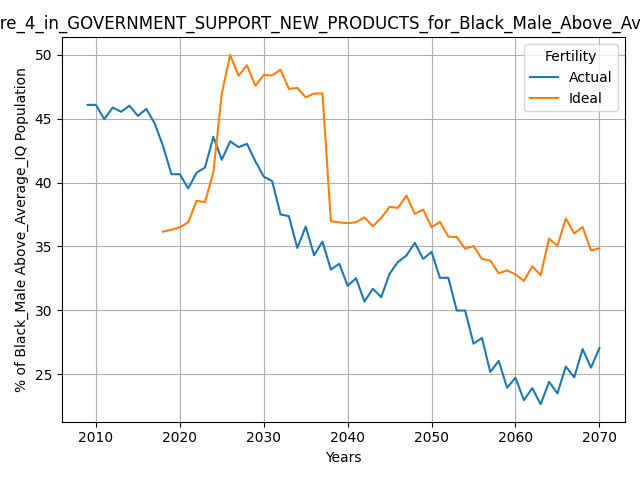 re_4_in_GOVERNMENT_SUPPORT_NEW_PRODUCTS_for_Black_Male_Above_Av
% of Black_Male Above_Average_IQ Population
50
45
40
35
30
25
Fertility
Actual
Ideal
2010 2020 2030 2040 2050 2060 2070
Years